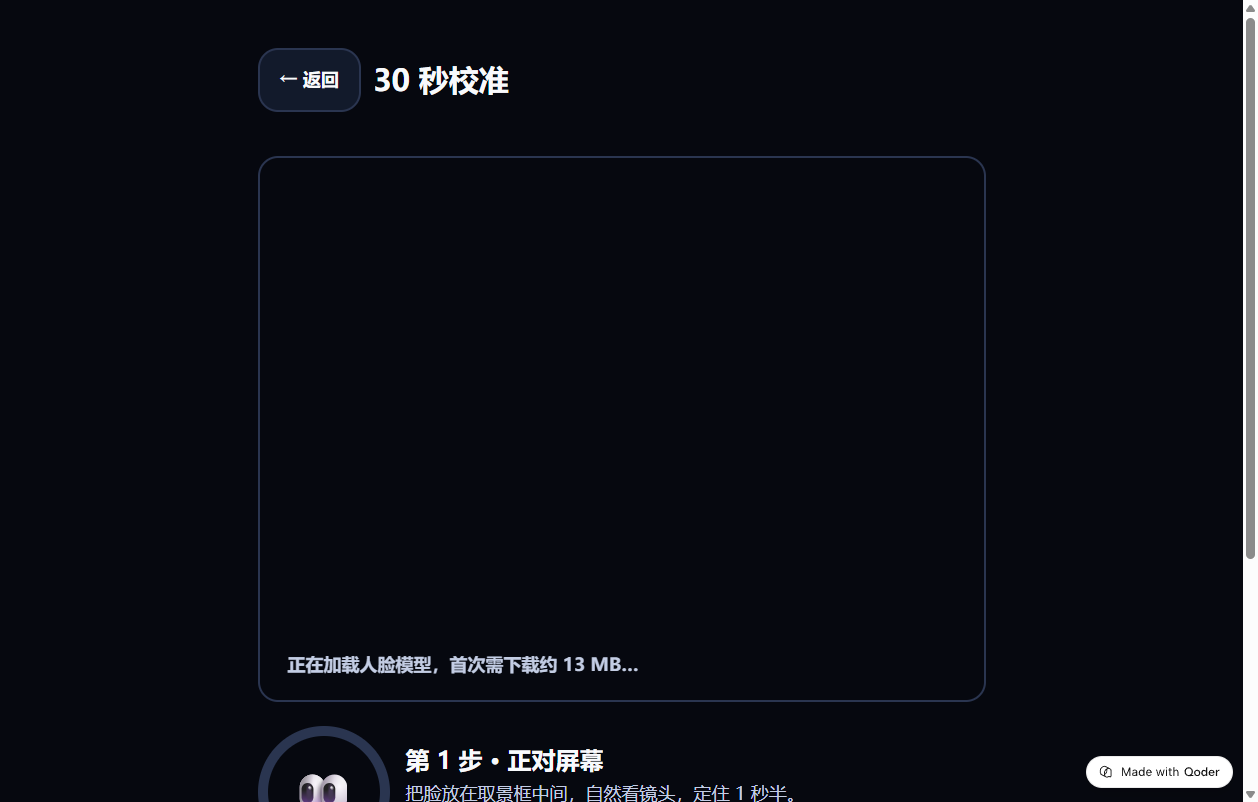 ← 返回
30 秒校准
正在加载人脸模型，首次需下载约 13 MB...
第 1 步 · 正对屏幕
把脸放在取景框中间，自然看镜头，定住 1 秒半。
Made with Qoder